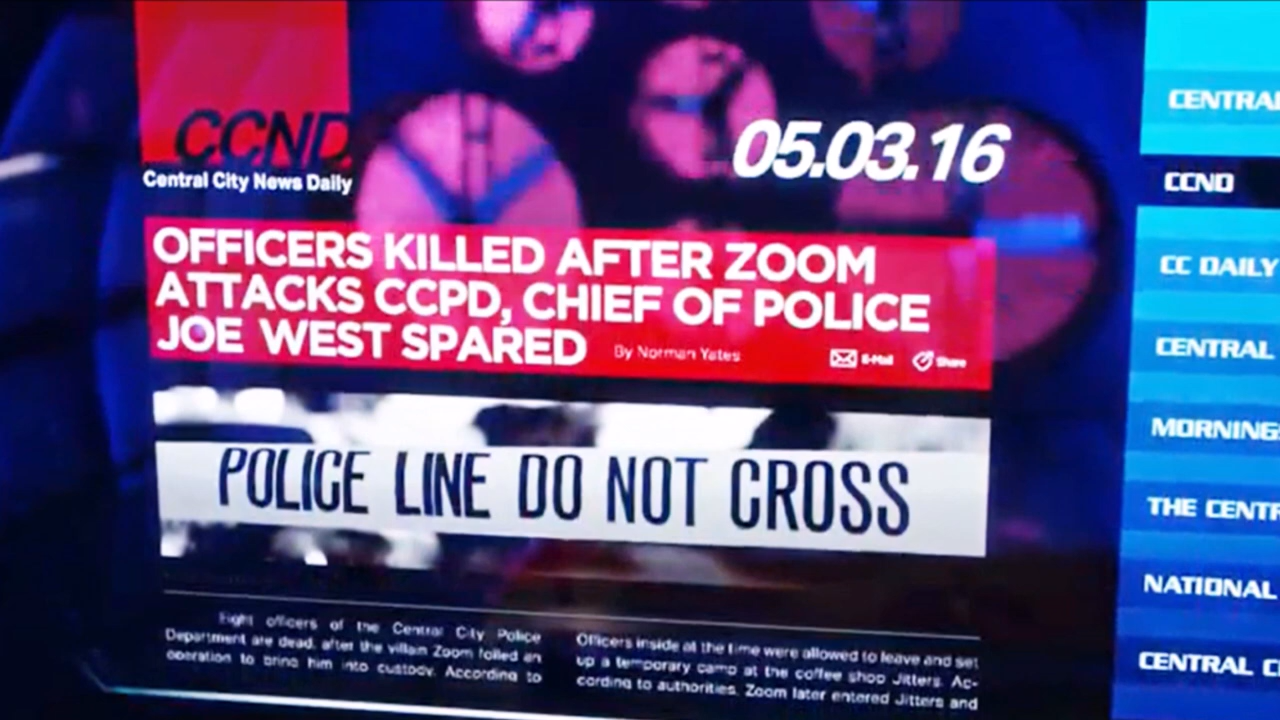 CCND
Central City News Daily
05.03.16
OFFICERS KILLED AFTER ZOOM
ATTACKS CCPD, CHIEF OF POLICE
JOE WEST SPARED
By Norman Yates
E-Mail
Share
POLICE LINE DO NOT CROSS
Eight officers of the Central City Police
Department are dead, after the villain Zoom foiled an
operation to bring him into custody. According to
Officers inside at the time were allowed to leave and set
up a temporary camp at the coffee shop Jitters. Ac-
cording to authorities, Zoom later entered Jitters and
CENTRA
CCND
CC DAILY
CENTRAL
MORNING
THE CENT
NATIONAL
CENTRAL C